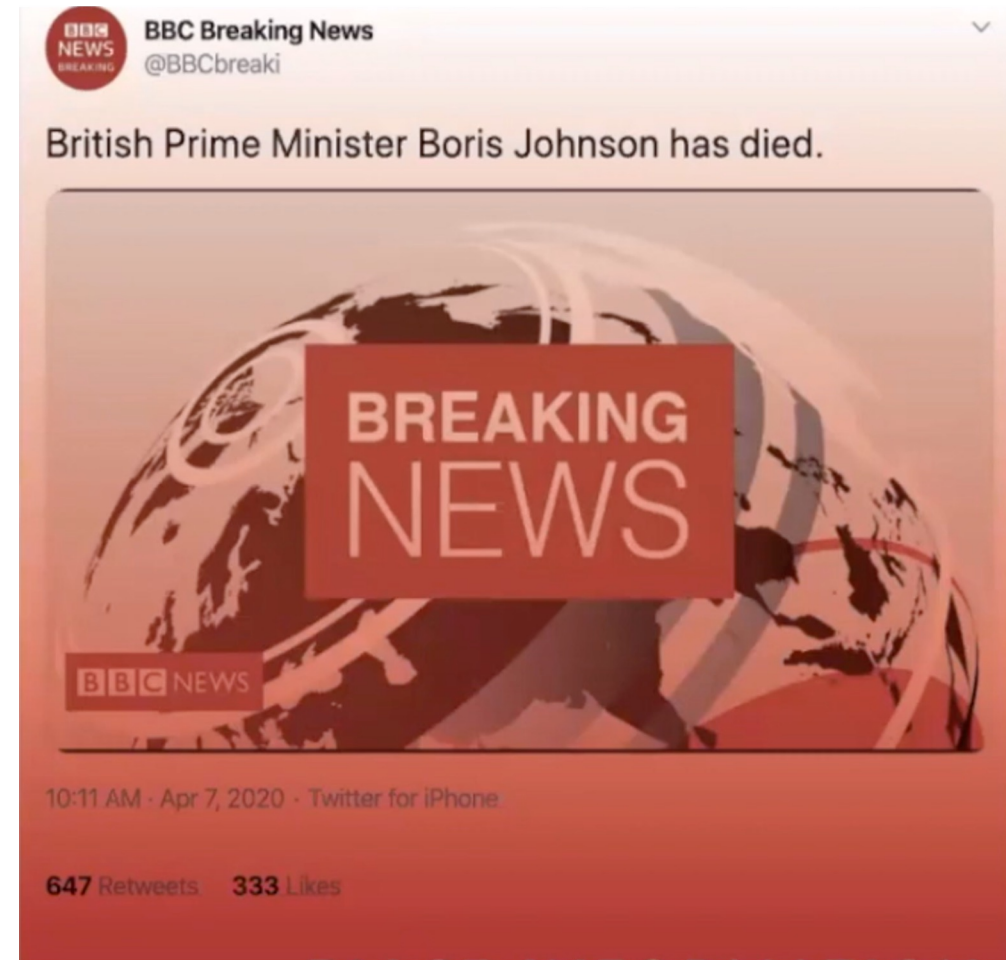 BBC
NEWS
BREAKING
BBC Breaking News
@BBCbreaki
British Prime Minister Boris Johnson has died.
BREAKING
NEWS
BBC NEWS
10:11 AM · Apr 7, 2020 · Twitter for iPhone
647 Retweets 333 Likes